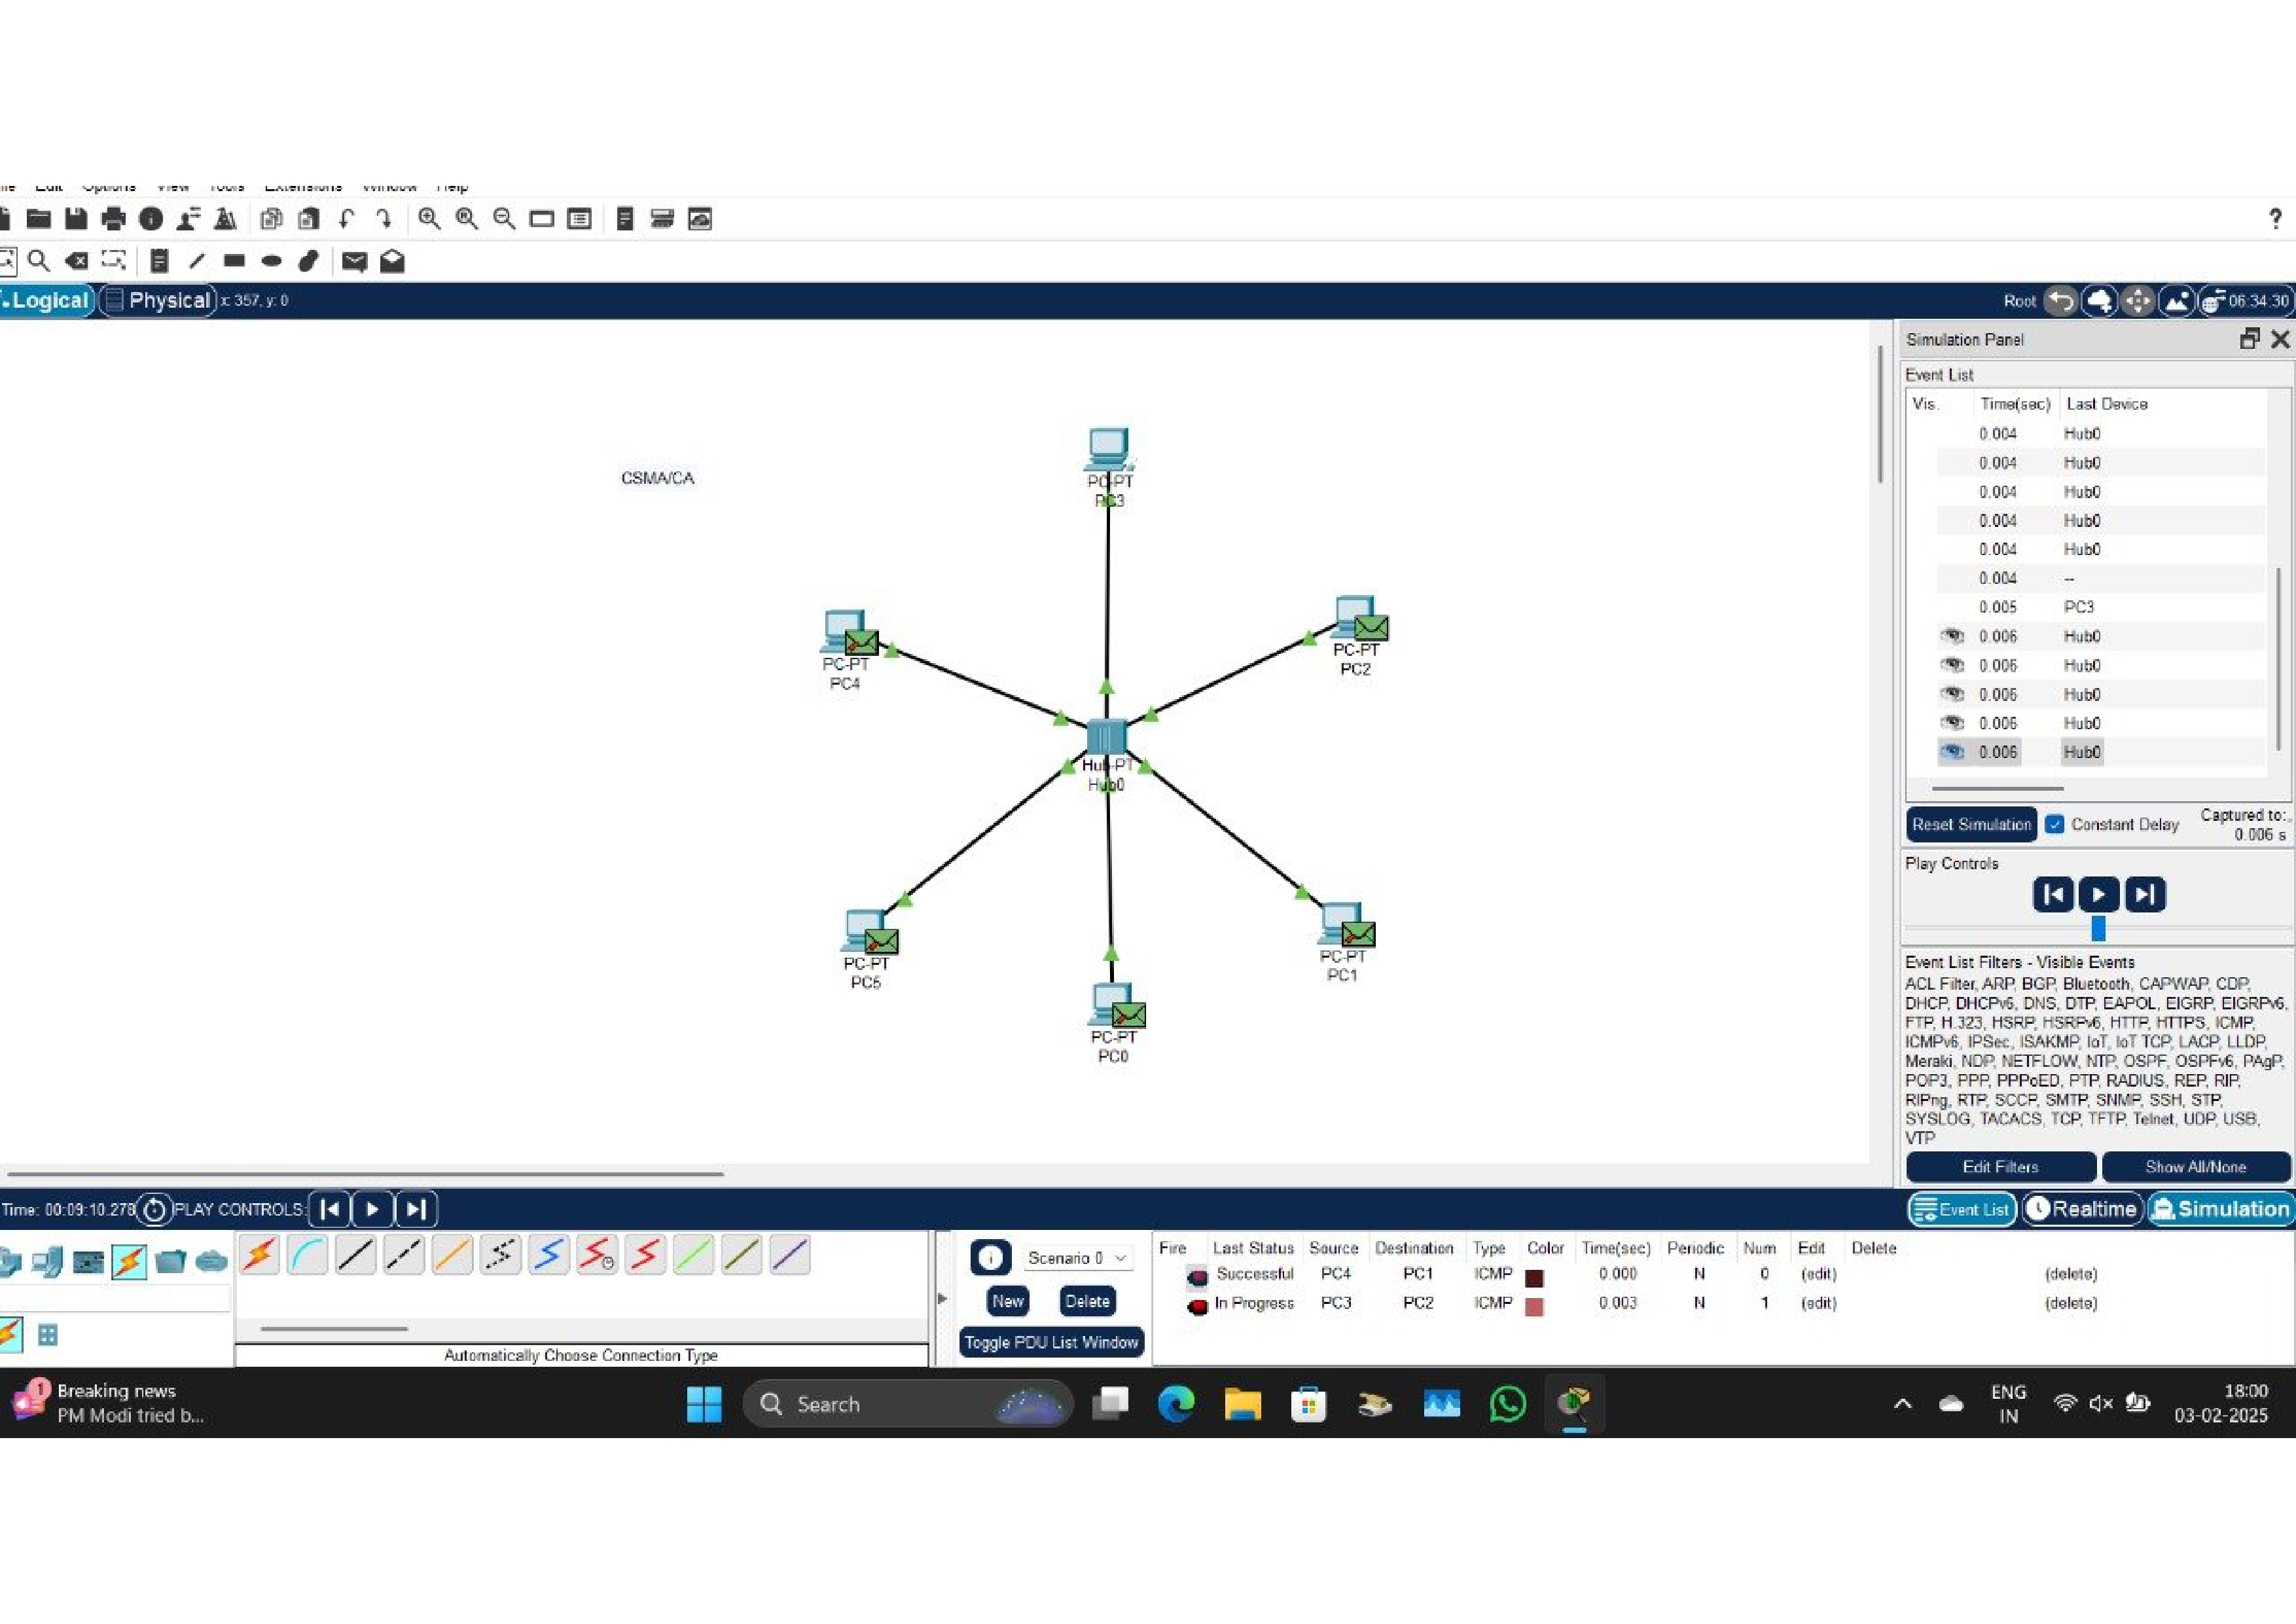 Edit Options View Tools Extensions Window Help
?
Logical Physical x: 357, y: 0 Root 06:34:30
Simulation Panel
Event List
Vis. Time(sec) Last Device
0.004 Hub0
0.004 Hub0
0.004 Hub0
0.004 Hub0
0.004 Hub0
0.004 --
0.005 PC3
0.006 Hub0
0.006 Hub0
0.006 Hub0
0.006 Hub0
0.006 Hub0
Reset Simulation Constant Delay Captured to:
0.006 s
Play Controls
Event List Filters - Visible Events
ACL Filter, ARP, BGP, Bluetooth, CAPWAP, CDP,
DHCP, DHCPv6, DNS, DTP, EAPOL, EIGRP, EIGRPv6,
FTP, H.323, HSRP, HSRPv6, HTTP, HTTPS, ICMP,
ICMPv6, IPSec, ISAKMP, IoT, IoT TCP, LACP, LLDP,
Meraki, NDP, NETFLOW, NTP, OSPF, OSPFv6, PAgP,
POP3, PPP, PPPoED, PTP, RADIUS, REP, RIP,
RIPng, RTP, SCCP, SMTP, SNMP, SSH, STP,
SYSLOG, TACACS, TCP, TFTP, Telnet, UDP, USB,
VTP
Edit Filters Show All/None
CSMA/CA
PC-PT
PC3
PC-PT
PC4
PC-PT
PC2
Hub-PT
Hub0
PC-PT
PC5
PC-PT
PC1
PC-PT
PC0
Time: 00:09:10.278 PLAY CONTROLS: Event List Realtime Simulation
Scenario 0
New Delete
Toggle PDU List Window
Fire Last Status Source Destination Type Color Time(sec) Periodic Num Edit Delete
Successful PC4 PC1 ICMP 0.000 N 0 (edit) (delete)
In Progress PC3 PC2 ICMP 0.003 N 1 (edit) (delete)
Automatically Choose Connection Type
1 Breaking news
PM Modi tried b...
Search
ENG
IN
18:00
03-02-2025